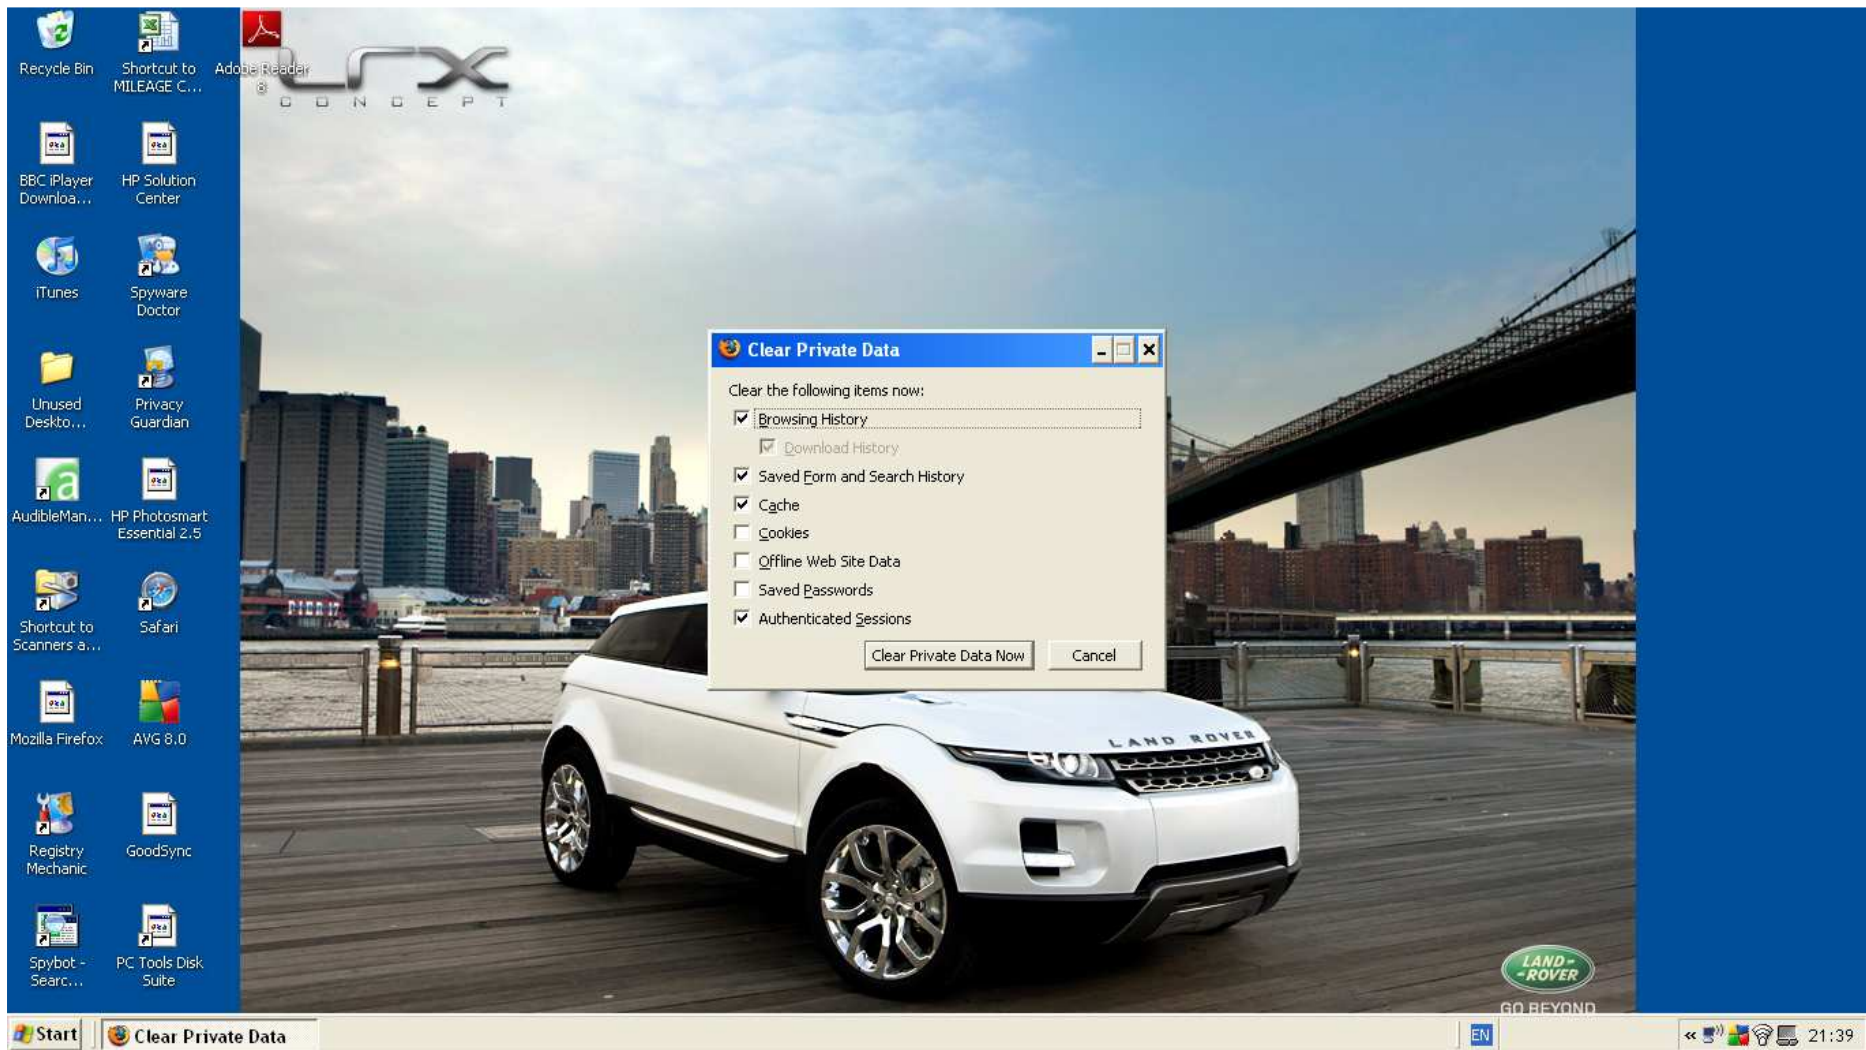 Recycle Bin
Shortcut to
MILEAGE C...
Adobe Reader
8
LRX
CONCEPT
BBC iPlayer
Downloa...
HP Solution
Center
iTunes
Spyware
Doctor
Unused
Deskto...
Privacy
Guardian
AudibleMan...
HP Photosmart
Essential 2.5
Shortcut to
Scanners a...
Safari
Mozilla Firefox
AVG 8.0
Registry
Mechanic
GoodSync
Spybot -
Searc...
PC Tools Disk
Suite
Clear Private Data
Clear the following items now:
Browsing History
Download History
Saved Form and Search History
Cache
Cookies
Offline Web Site Data
Saved Passwords
Authenticated Sessions
Clear Private Data Now
Cancel
LAND ROVER
LAND-
-ROVER
GO BEYOND
Start
Clear Private Data
EN
21:39